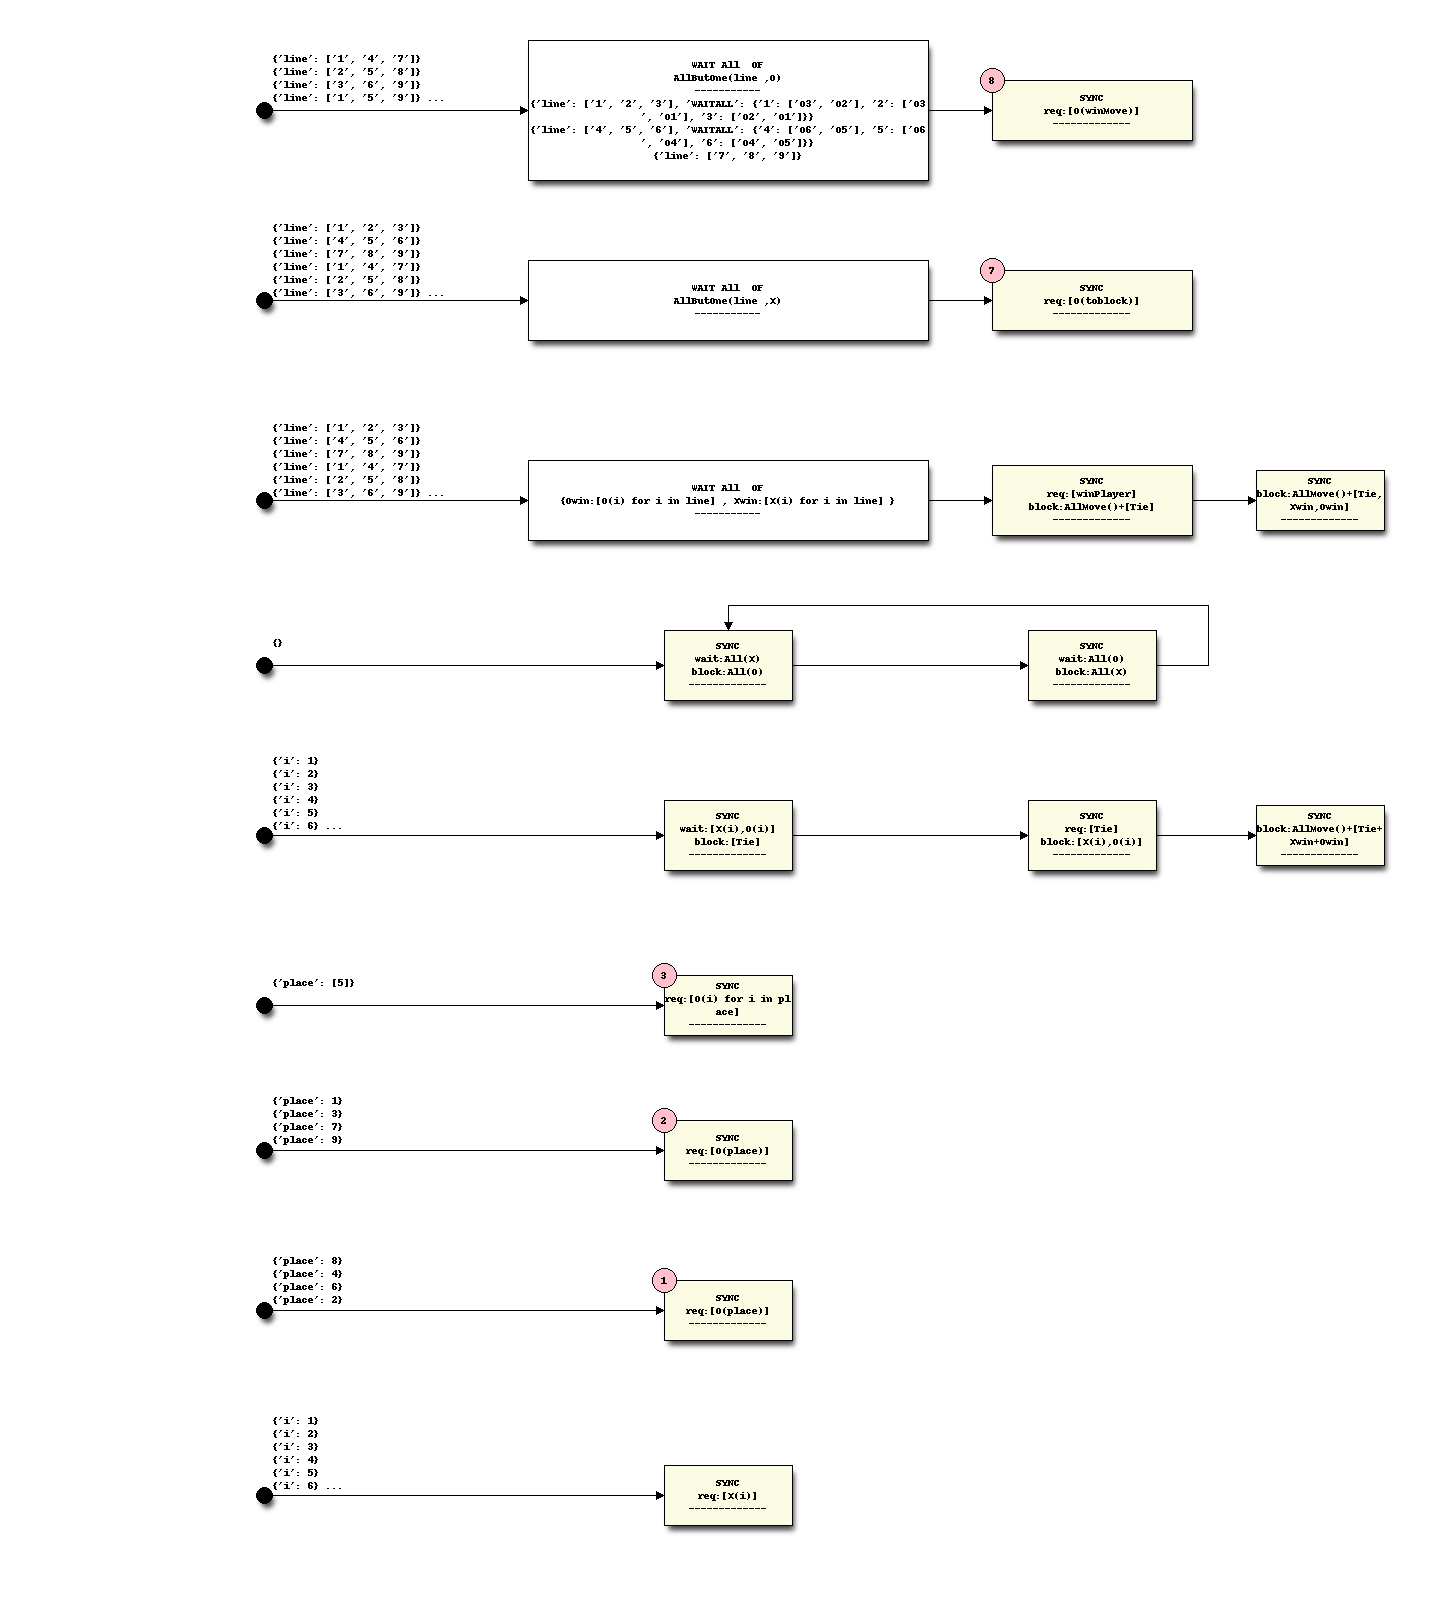 {'line': ['1', '4', '7']}
{'line': ['2', '5', '8']}
{'line': ['3', '6', '9']}
{'line': ['1', '5', '9']} ...
WAIT All  OF
AllButOne(line ,O)
-----------
{'line': ['1', '2', '3'], 'WAITALL': {'1': ['O3', 'O2'], '2': ['O3
', 'O1'], '3': ['O2', 'O1']}}
{'line': ['4', '5', '6'], 'WAITALL': {'4': ['O6', 'O5'], '5': ['O6
', 'O4'], '6': ['O4', 'O5']}}
{'line': ['7', '8', '9']}
8
SYNC
req:[O(winMove)]
-------------
{'line': ['1', '2', '3']}
{'line': ['4', '5', '6']}
{'line': ['7', '8', '9']}
{'line': ['1', '4', '7']}
{'line': ['2', '5', '8']}
{'line': ['3', '6', '9']} ...
WAIT All  OF
AllButOne(line ,X)
-----------
7
SYNC
req:[O(toblock)]
-------------
{'line': ['1', '2', '3']}
{'line': ['4', '5', '6']}
{'line': ['7', '8', '9']}
{'line': ['1', '4', '7']}
{'line': ['2', '5', '8']}
{'line': ['3', '6', '9']} ...
WAIT All  OF
{Owin:[O(i) for i in line] , Xwin:[X(i) for i in line] }
-----------
SYNC
req:[winPlayer]
block:AllMove()+[Tie]
-------------
SYNC
block:AllMove()+[Tie,
Xwin,Owin]
-------------
{}
SYNC
wait:All(X)
block:All(O)
-------------
SYNC
wait:All(O)
block:All(X)
-------------
{'i': 1}
{'i': 2}
{'i': 3}
{'i': 4}
{'i': 5}
{'i': 6} ...
SYNC
wait:[X(i),O(i)]
block:[Tie]
-------------
SYNC
req:[Tie]
block:[X(i),O(i)]
-------------
SYNC
block:AllMove()+[Tie+
Xwin+Owin]
-------------
{'place': [5]}
3
SYNC
req:[O(i) for i in pl
ace]
-------------
{'place': 1}
{'place': 3}
{'place': 7}
{'place': 9}
2
SYNC
req:[O(place)]
-------------
{'place': 8}
{'place': 4}
{'place': 6}
{'place': 2}
1
SYNC
req:[O(place)]
-------------
{'i': 1}
{'i': 2}
{'i': 3}
{'i': 4}
{'i': 5}
{'i': 6} ...
SYNC
req:[X(i)]
-------------